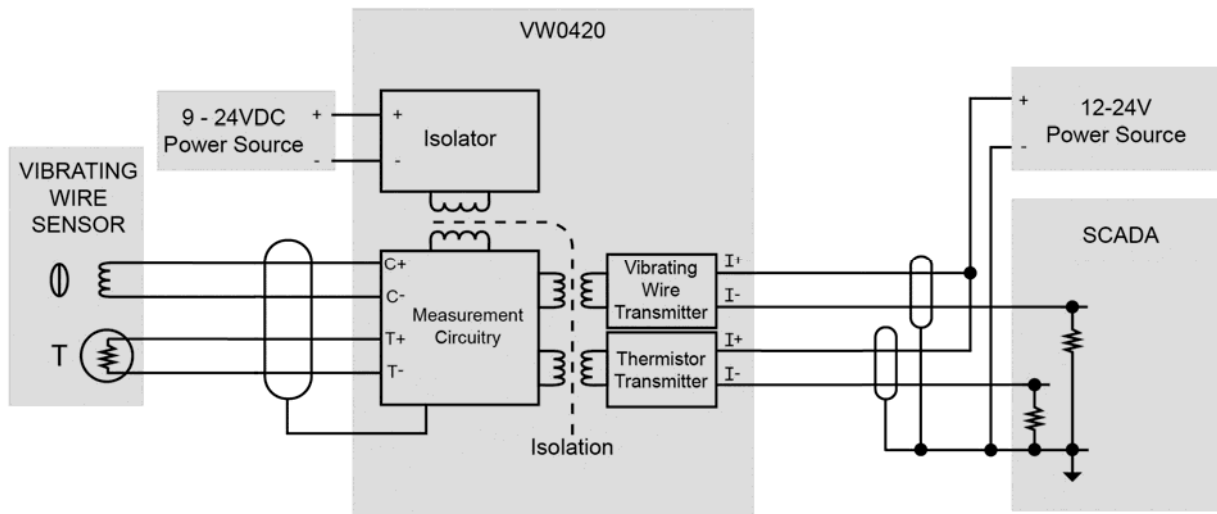 VW0420
9 - 24VDC
Power Source
+
-
+
-
Isolator
VIBRATING
WIRE
SENSOR
T
C+
C-
T+
T-
Measurement
Circuitry
Vibrating
Wire
Transmitter
I+
I-
Thermistor
Transmitter
I+
I-
Isolation
+
-
12-24V
Power Source
SCADA